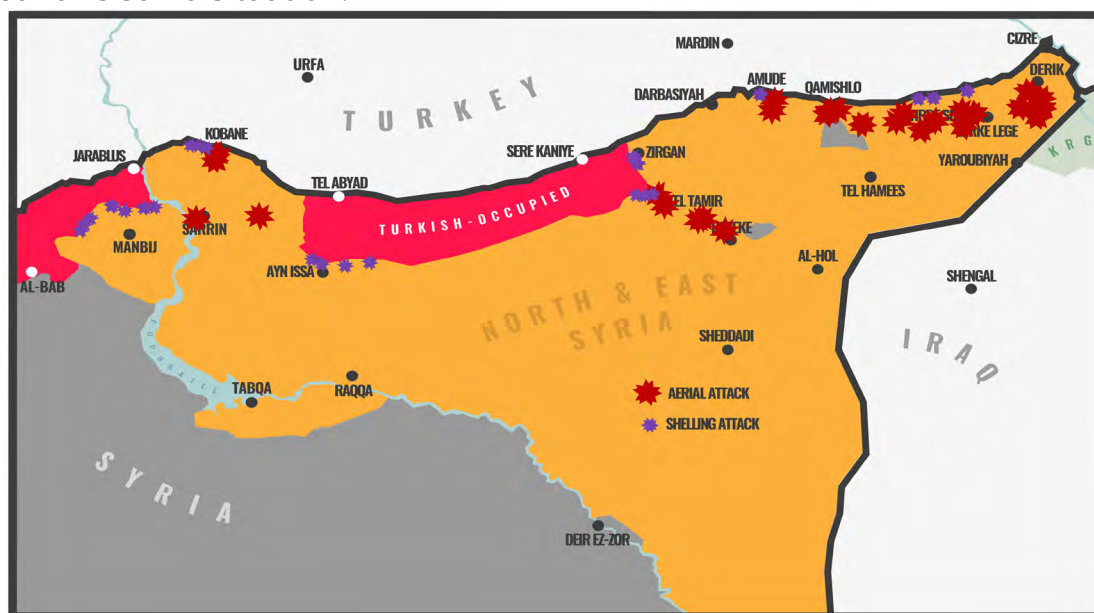 CIZRE
MARDIN
URFA
DERIK
AMUDE
QAMISHLO
TURKEY
DARBASIYAH
KOBANE
ZIRGAN
SERE KANIYE
JARABLUS
YAROUBIYAH
KRG
TEL ABYAD
TEL HAMEES
TURKISH-OCCUPIED
SARRIN
MANBIJ
AYN ISSA
AL-HOL
SHENGAL
AL-BAB
NORTH & EAST
SYRIA
SHEDDADI
IRAQ
EUPHRATES
TABQA
RAQQA
AERIAL ATTACK
SHELLING ATTACK
SYRIA
DEIR EZ-ZOR